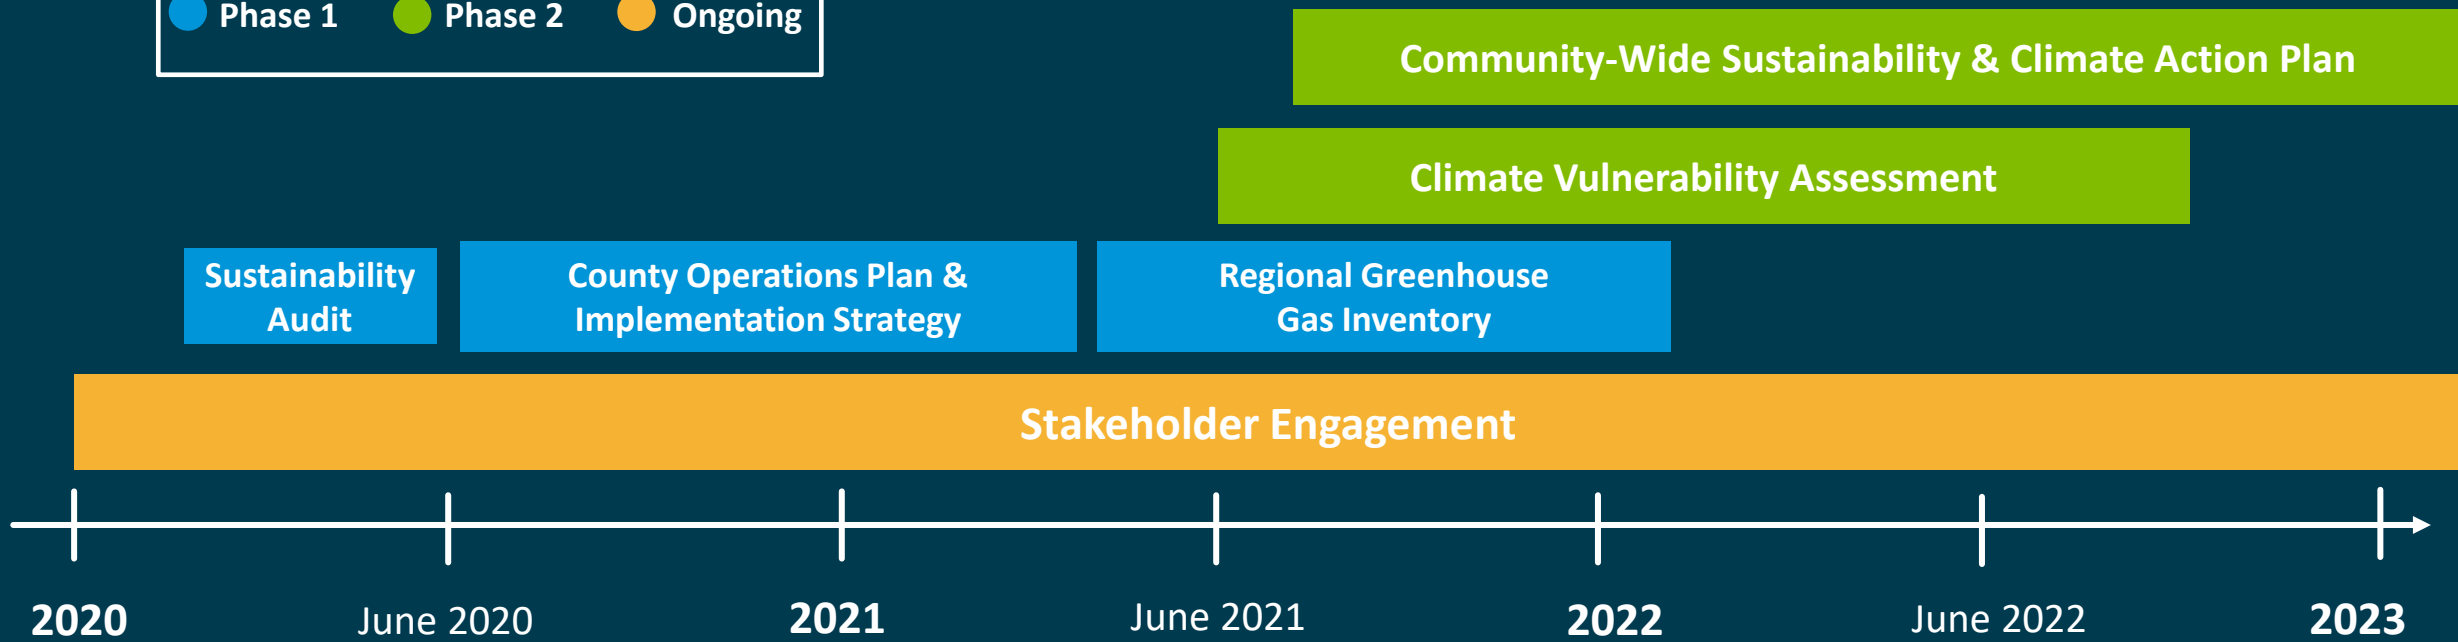 Phase 1
Phase 2
Ongoing
Community-Wide Sustainability & Climate Action Plan
Climate Vulnerability Assessment
Sustainability
Audit
County Operations Plan &
Implementation Strategy
Regional Greenhouse
Gas Inventory
Stakeholder Engagement
2020
June 2020
2021
June 2021
2022
June 2022
2023